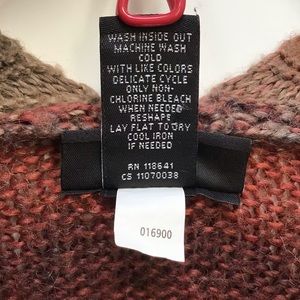 WASH INSIDE OUT
MACHINE WASH
COLD
WITH LIKE COLORS
DELICATE CYCLE
ONLY NON-
CHLORINE BLEACH
WHEN NEEDED
RESHAPE
LAY FLAT TO DRY
COOL IRON
IF NEEDED
RN 118641
CS 11070038
016900